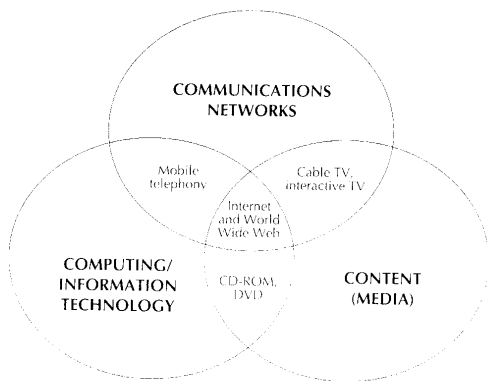 COMMUNICATIONS
NETWORKS
Mobile
telephony
Cable TV,
interactive TV
Internet
and World
Wide Web
COMPUTING/
INFORMATION
TECHNOLOGY
CD-ROM,
DVD
CONTENT
(MEDIA)